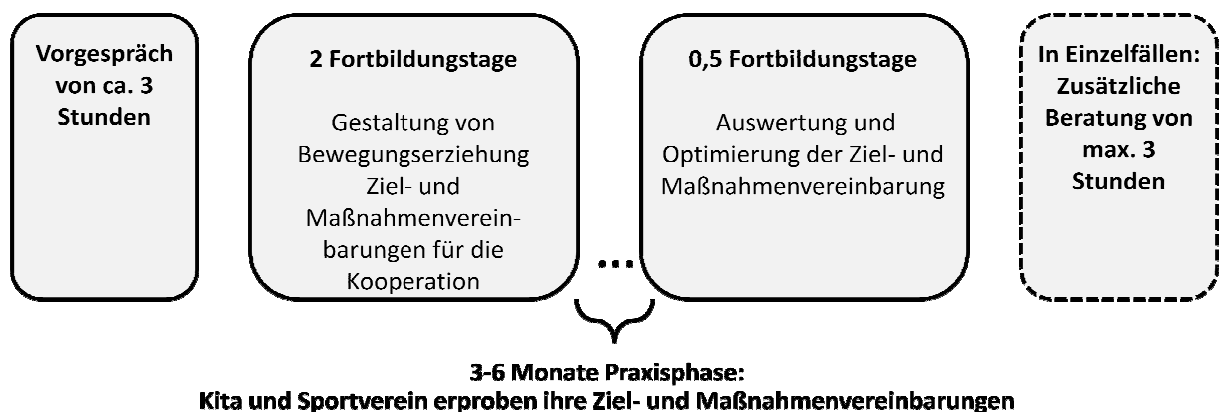 Vorgespräch
von ca. 3
Stunden
2 Fortbildungstage
Gestaltung von
Bewegungserziehung
Ziel- und
Maßnahmenverein-
barungen für die
Kooperation
...
0,5 Fortbildungstage
Auswertung und
Optimierung der Ziel- und
Maßnahmenvereinbarung
In Einzelfällen:
Zusätzliche
Beratung von
max. 3
Stunden
3-6 Monate Praxisphase:
Kita und Sportverein erproben ihre Ziel- und Maßnahmenvereinbarungen